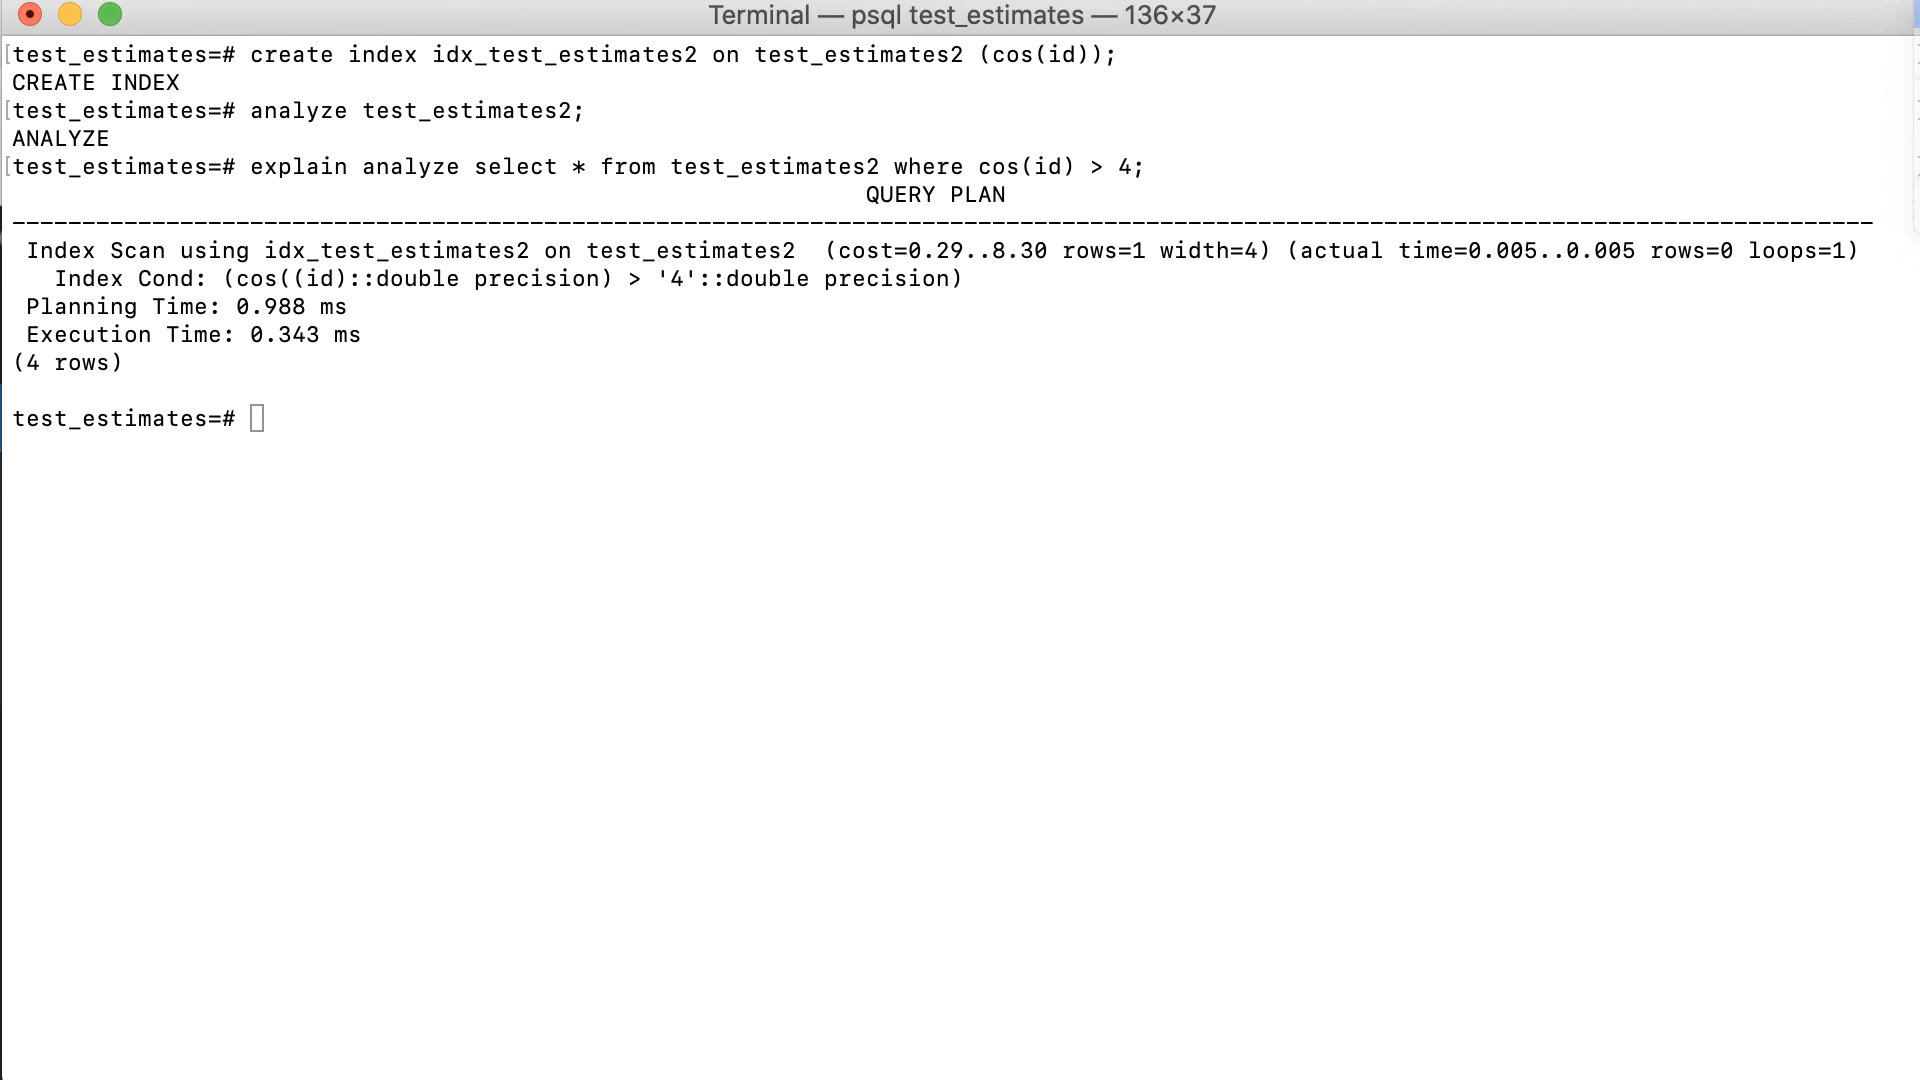 Terminal — psql test_estimates — 136×37
[test_estimates=# create index idx_test_estimates2 on test_estimates2 (cos(id));
CREATE INDEX
[test_estimates=# analyze test_estimates2;
ANALYZE
[test_estimates=# explain analyze select * from test_estimates2 where cos(id) > 4;
QUERY PLAN
-------------------------------------------------------------------------------------------------------------------------------------
 Index Scan using idx_test_estimates2 on test_estimates2  (cost=0.29..8.30 rows=1 width=4) (actual time=0.005..0.005 rows=0 loops=1)
   Index Cond: (cos((id)::double precision) > '4'::double precision)
 Planning Time: 0.988 ms
 Execution Time: 0.343 ms
(4 rows)
test_estimates=#